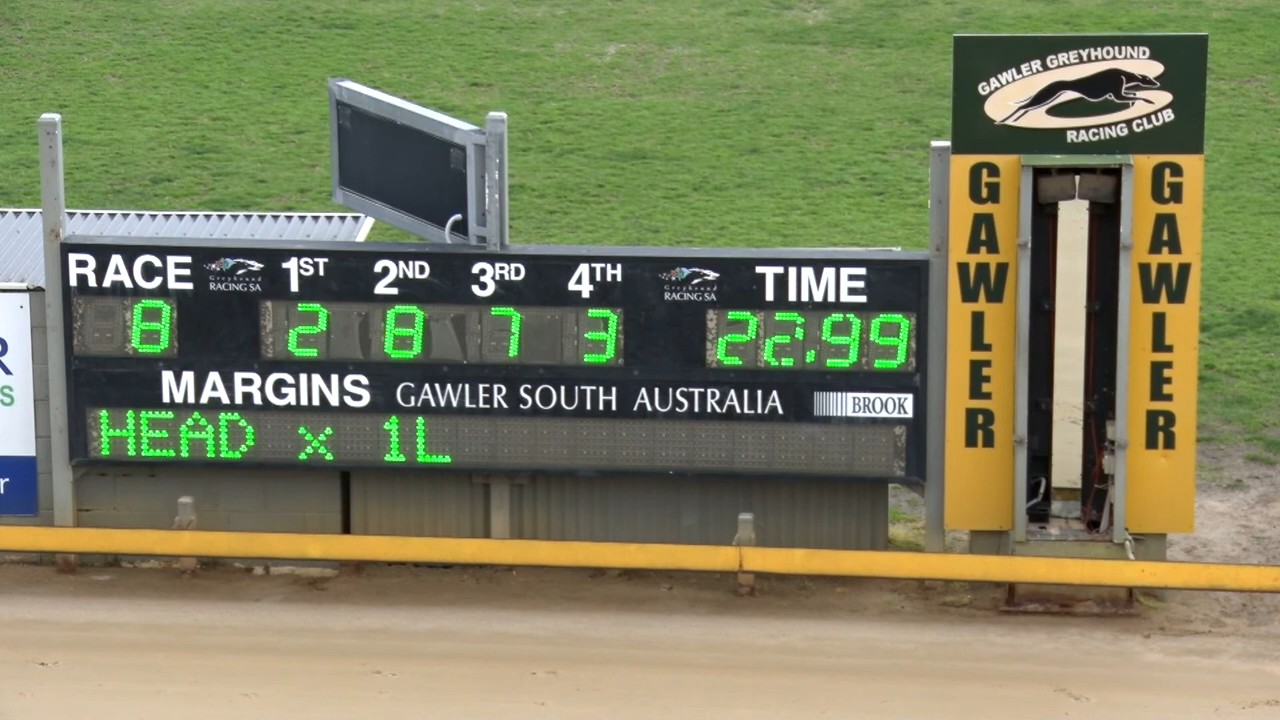 GAWLER GREYHOUND
RACING CLUB
GAWLER
GAWLER
RACE
Greyhound
RACING SA
1ST 2ND 3RD 4TH
Greyhound
RACING SA
TIME
8 2 8 7 3 22.99
MARGINS GAWLER SOUTH AUSTRALIA BROOK
HEAD x 1L
R
S
r